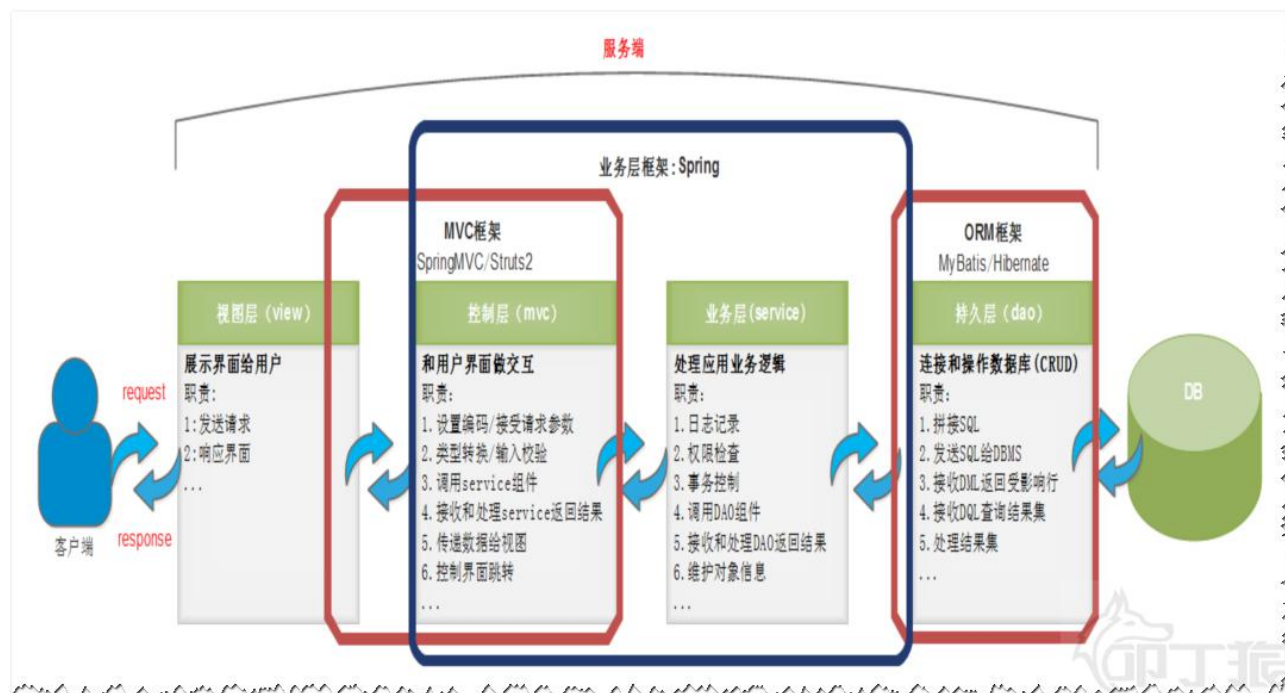 服务端
业务层框架:Spring
MVC框架
SpringMVC/Struts2
ORM框架
MyBatis/Hibernate
视图层（view）
展示界面给用户
职责:
1:发送请求
2:响应界面
...
控制层（mvc）
和用户界面做交互
职责:
1.设置编码/接受请求参数
2.类型转换/输入校验
3.调用service组件
4.接收和处理service返回结果
5.传递数据给视图
6.控制界面跳转
...
业务层(service)
处理应用业务逻辑
职责:
1.日志记录
2.权限检查
3.事务控制
4.调用DAO组件
5.接收和处理DAO返回结果
6.维护对象信息
...
持久层（dao）
连接和操作数据库(CRUD)
职责:
1.拼接SQL
2.发送SQL给DBMS
3.接收DML返回受影响行
4.接收DQL查询结果集
5.处理结果集
...
request
response
客户端
DB
叩丁狼